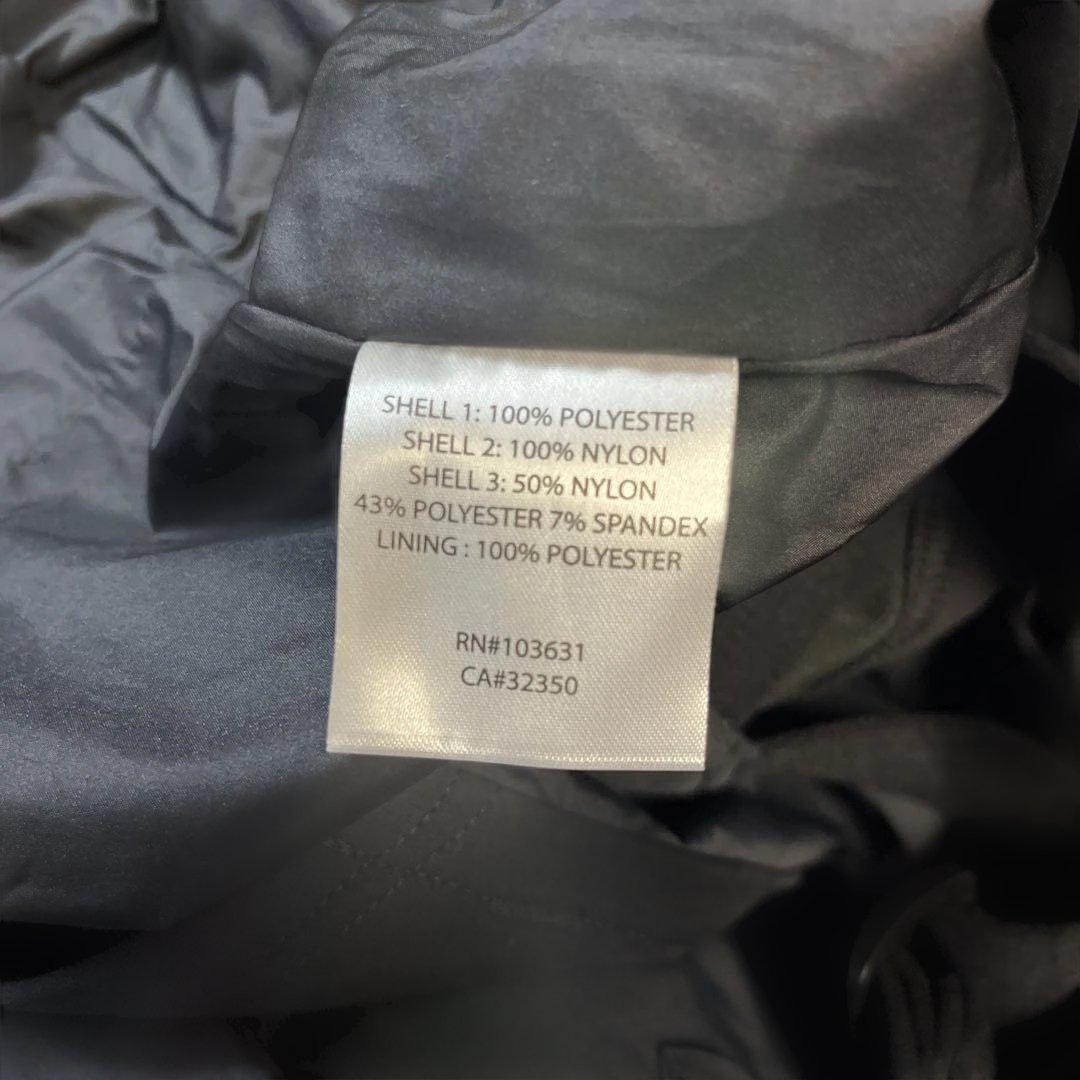 SHELL 1: 100% POLYESTER
SHELL 2: 100% NYLON
SHELL 3: 50% NYLON
43% POLYESTER 7% SPANDEX
LINING : 100% POLYESTER
RN#103631
CA#32350